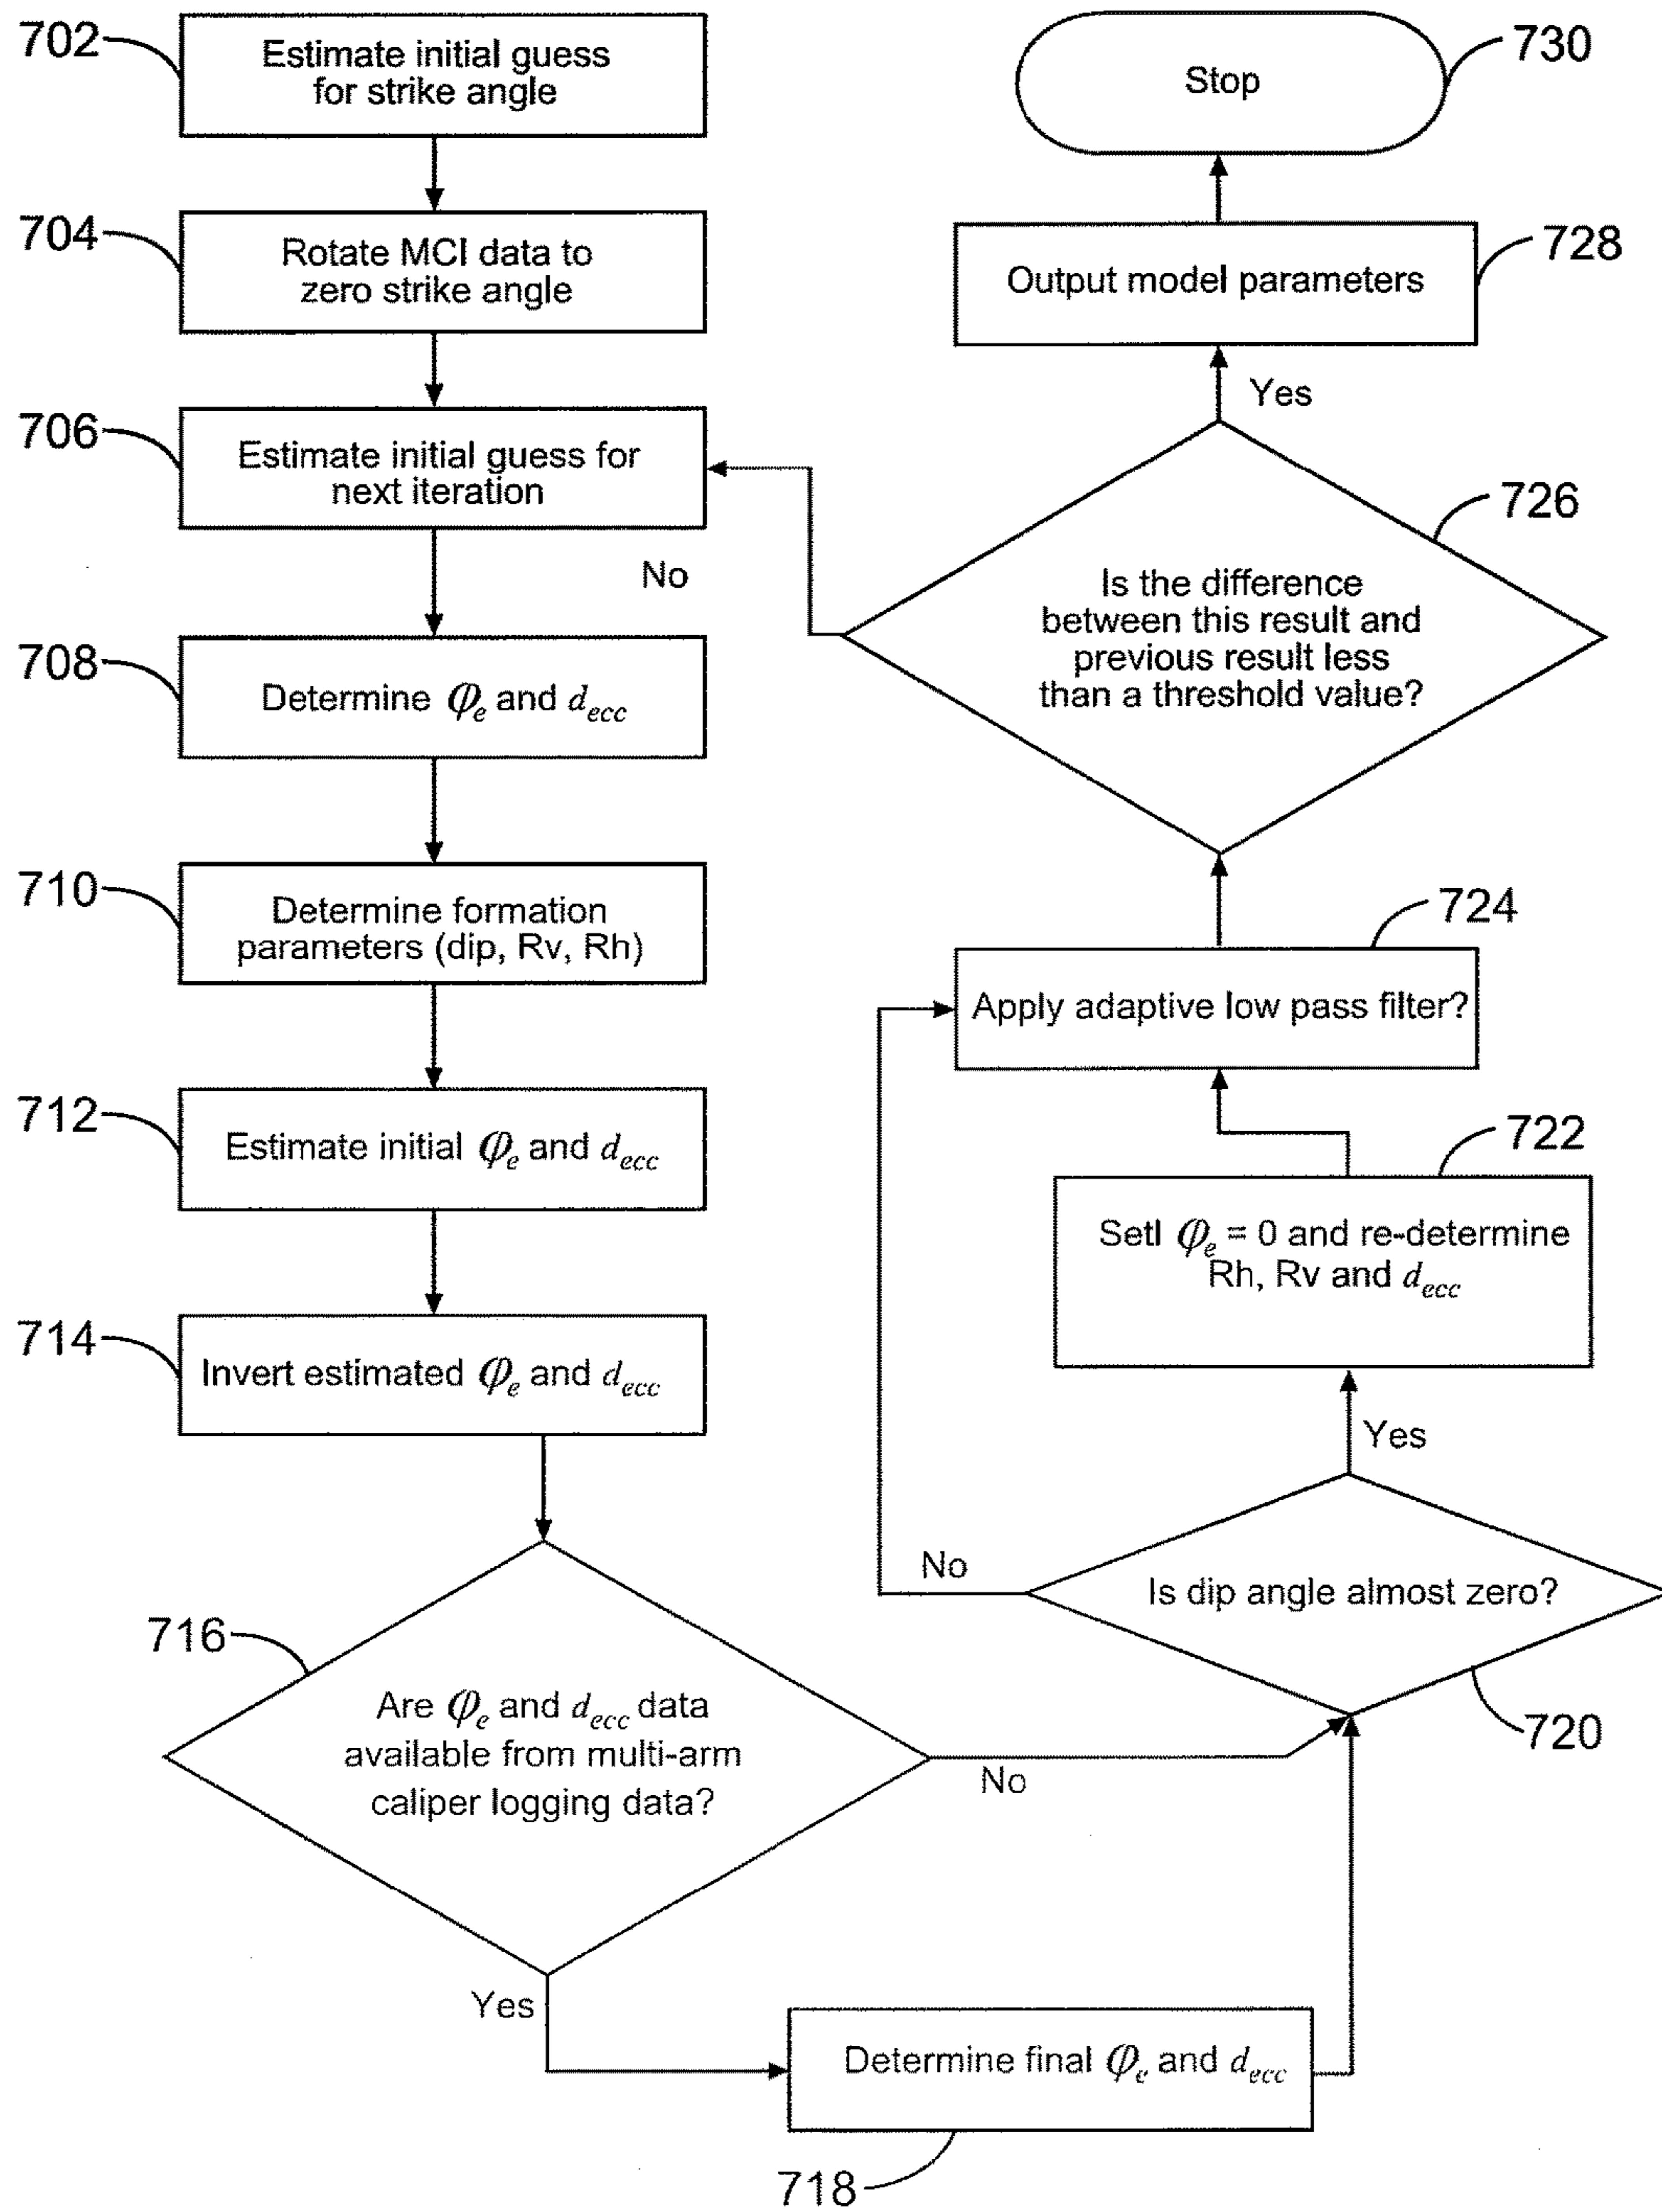 702
Estimate initial guess
for strike angle
704
Rotate MCI data to
zero strike angle
706
Estimate initial guess for
next iteration
No
708
Determine φe and decc
710
Determine formation
parameters (dip, Rv, Rh)
712
Estimate initial φe and decc
714
Invert estimated φe and decc
716
Are φe and decc data
available from multi-arm
caliper logging data?
No
Yes
Determine final φe and decc
718
Is dip angle almost zero?
720
No
Yes
722
Setl φe = 0 and re-determine
Rh, Rv and decc
724
Apply adaptive low pass filter?
726
Is the difference
between this result and
previous result less
than a threshold value?
Yes
728
Output model parameters
730
Stop